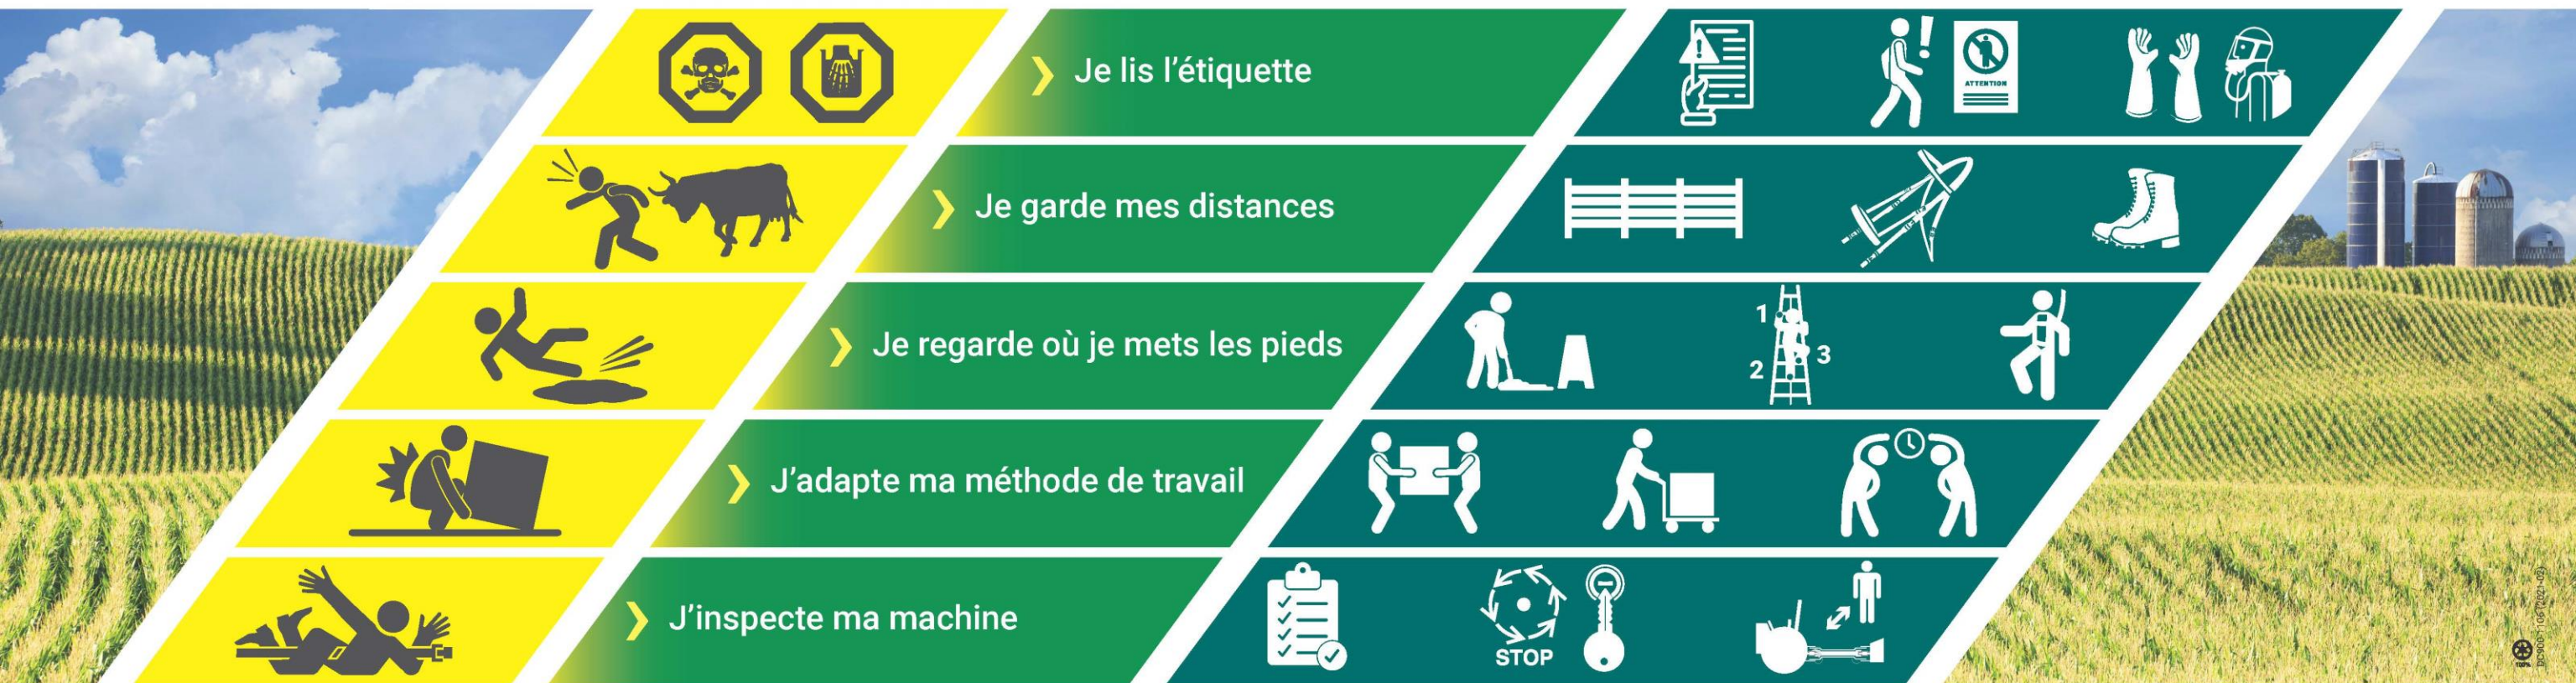 Je lis l'étiquette
ATTENTION
Je garde mes distances
Je regarde où je mets les pieds
1
2
3
J'adapte ma méthode de travail
J'inspecte ma machine
STOP
100%